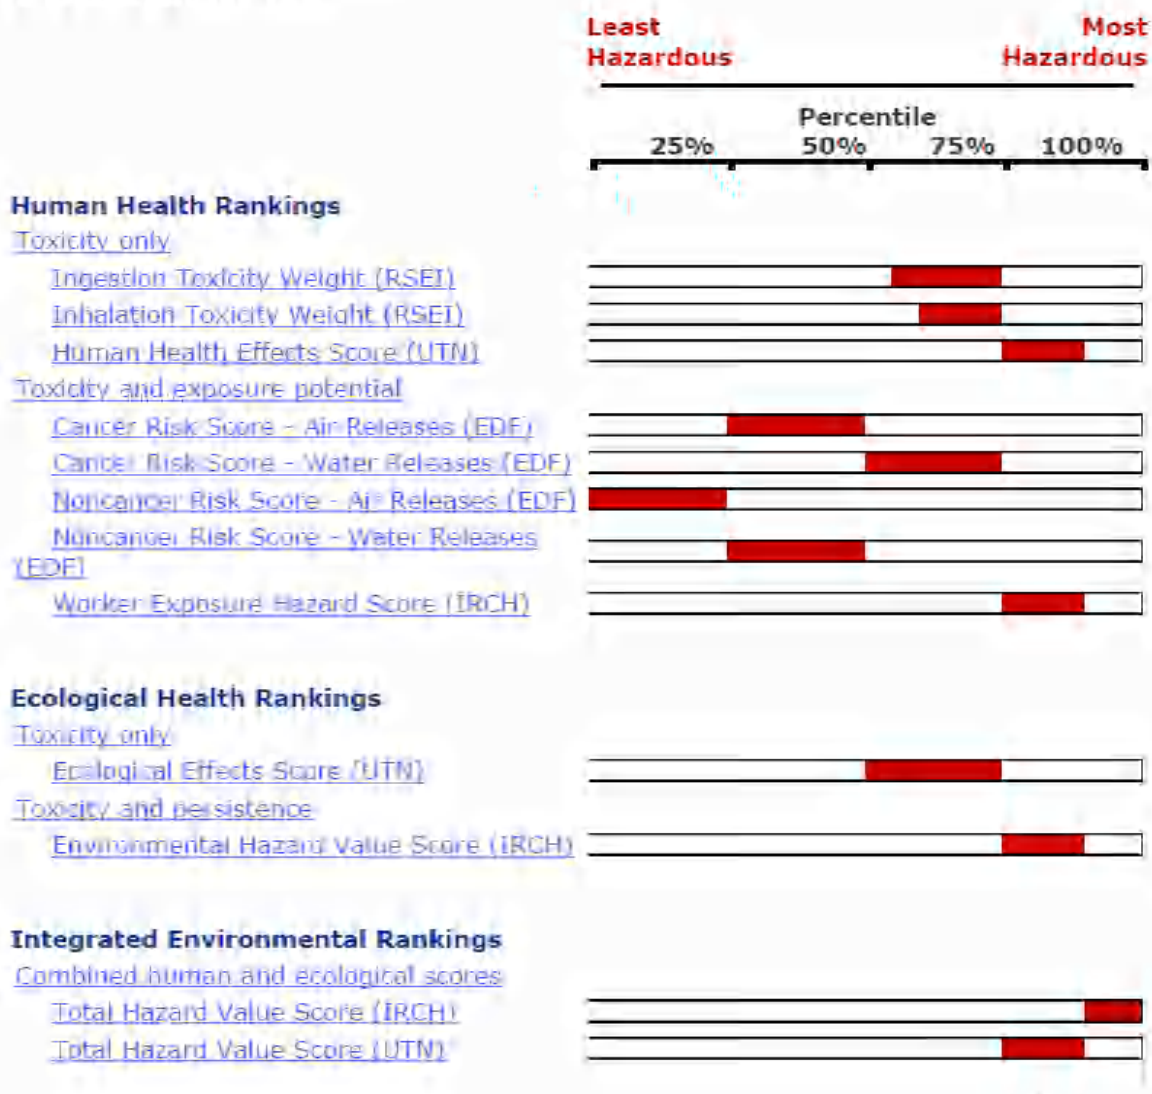 Least Most
Hazardous Hazardous
Percentile
25% 50% 75% 100%
Human Health Rankings
Toxicity only
Ingestion Toxicity Weight (RSEI)
Inhalation Toxicity Weight (RSEI)
Human Health Effects Score (UTN)
Toxicity and exposure potential
Cancer Risk Score - Air Releases (EDF)
Cancer Risk Score - Water Releases (EDF)
Noncancer Risk Score - Air Releases (EDF)
Noncancer Risk Score - Water Releases
(EDF)
Worker Exposure Hazard Score (IRCH)
Ecological Health Rankings
Toxicity only
Ecological Effects Score (UTN)
Toxicity and persistence
Environmental Hazard Value Score (IRCH)
Integrated Environmental Rankings
Combined human and ecological scores
Total Hazard Value Score (IRCH)
Total Hazard Value Score (UTN)